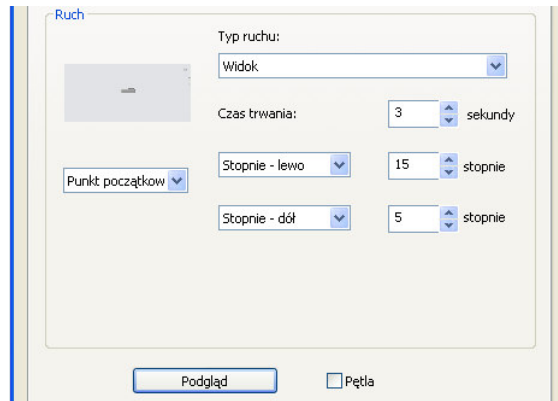 Ruch
Typ ruchu:
Widok
Czas trwania:
3 sekundy
Punkt początkow
Stopnie - lewo 15 stopnie
Stopnie - dół 5 stopnie
Podgląd
Pętla